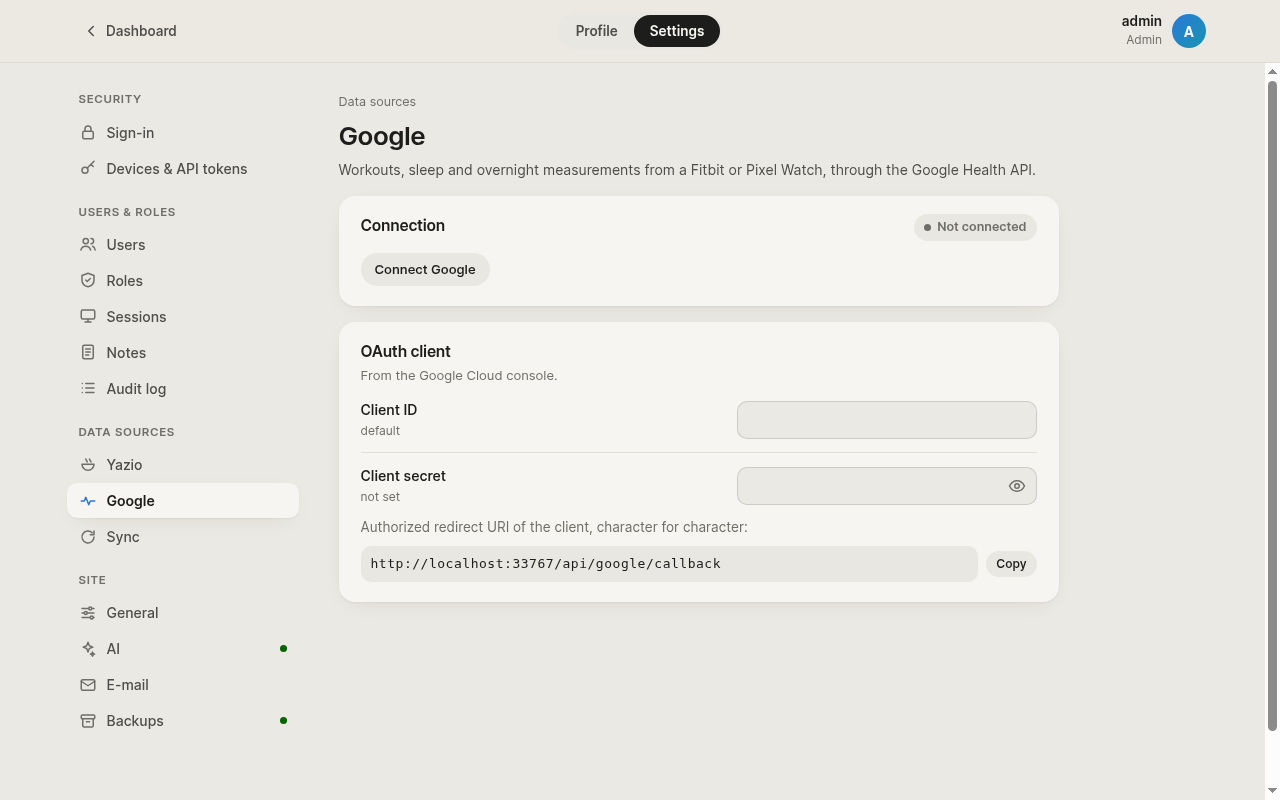 Dashboard
Profile
Settings
admin
Admin
A
SECURITY
Sign-in
Devices & API tokens
USERS & ROLES
Users
Roles
Sessions
Notes
Audit log
DATA SOURCES
Yazio
Google
Sync
SITE
General
AI
E-mail
Backups
Data sources
Google
Workouts, sleep and overnight measurements from a Fitbit or Pixel Watch, through the Google Health API.
Connection
Not connected
Connect Google
OAuth client
From the Google Cloud console.
Client ID
default
Client secret
not set
Authorized redirect URI of the client, character for character:
http://localhost:33767/api/google/callback
Copy